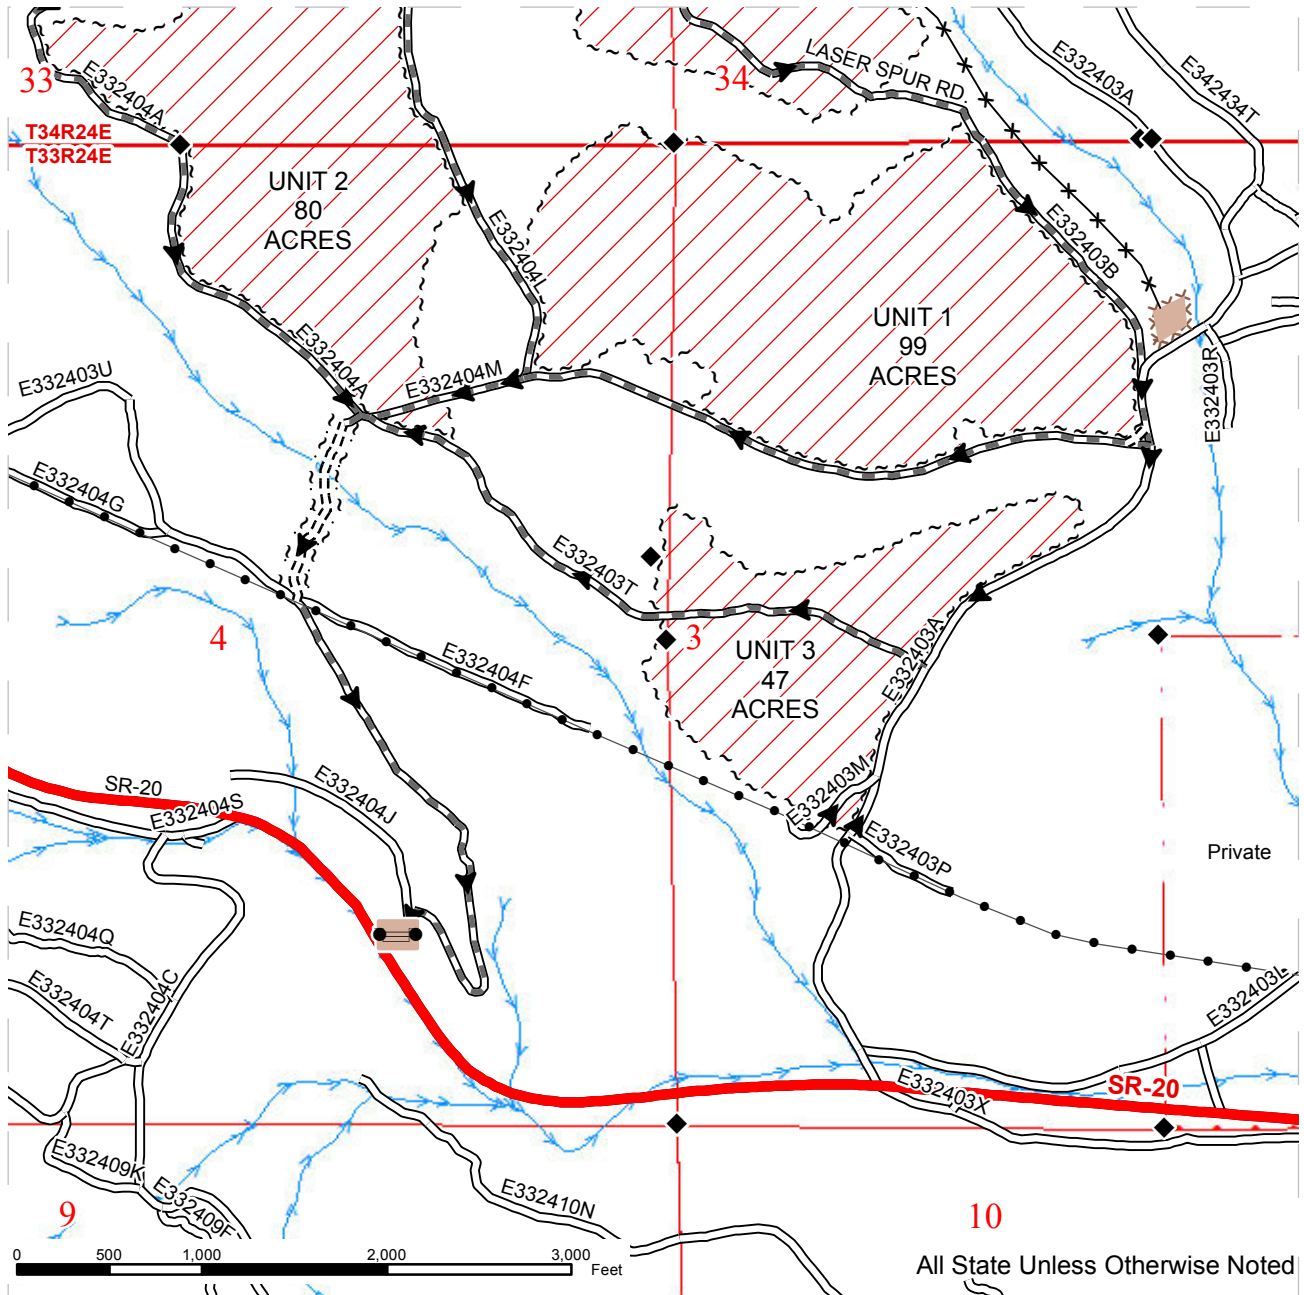 33
34
LASER SPUR RD
E332403A
E342434T
E332404A
T34R24E
T33R24E
UNIT 2
80
ACRES
E332404L
E332403B
UNIT 1
99
ACRES
E332404A
E332404M
E332403U
E332403R
E332404G
E332403T
4
3
E332403A
UNIT 3
47
ACRES
E332404F
SR-20
E332404S
E332404J
E332403M
E332403P
Private
E332404Q
E332404T
E332404C
E332403L
E332403X
SR-20
E332409K
E332409F
E332410N
9
10
0
500
1,000
2,000
3,000
Feet
All State Unless Otherwise Noted